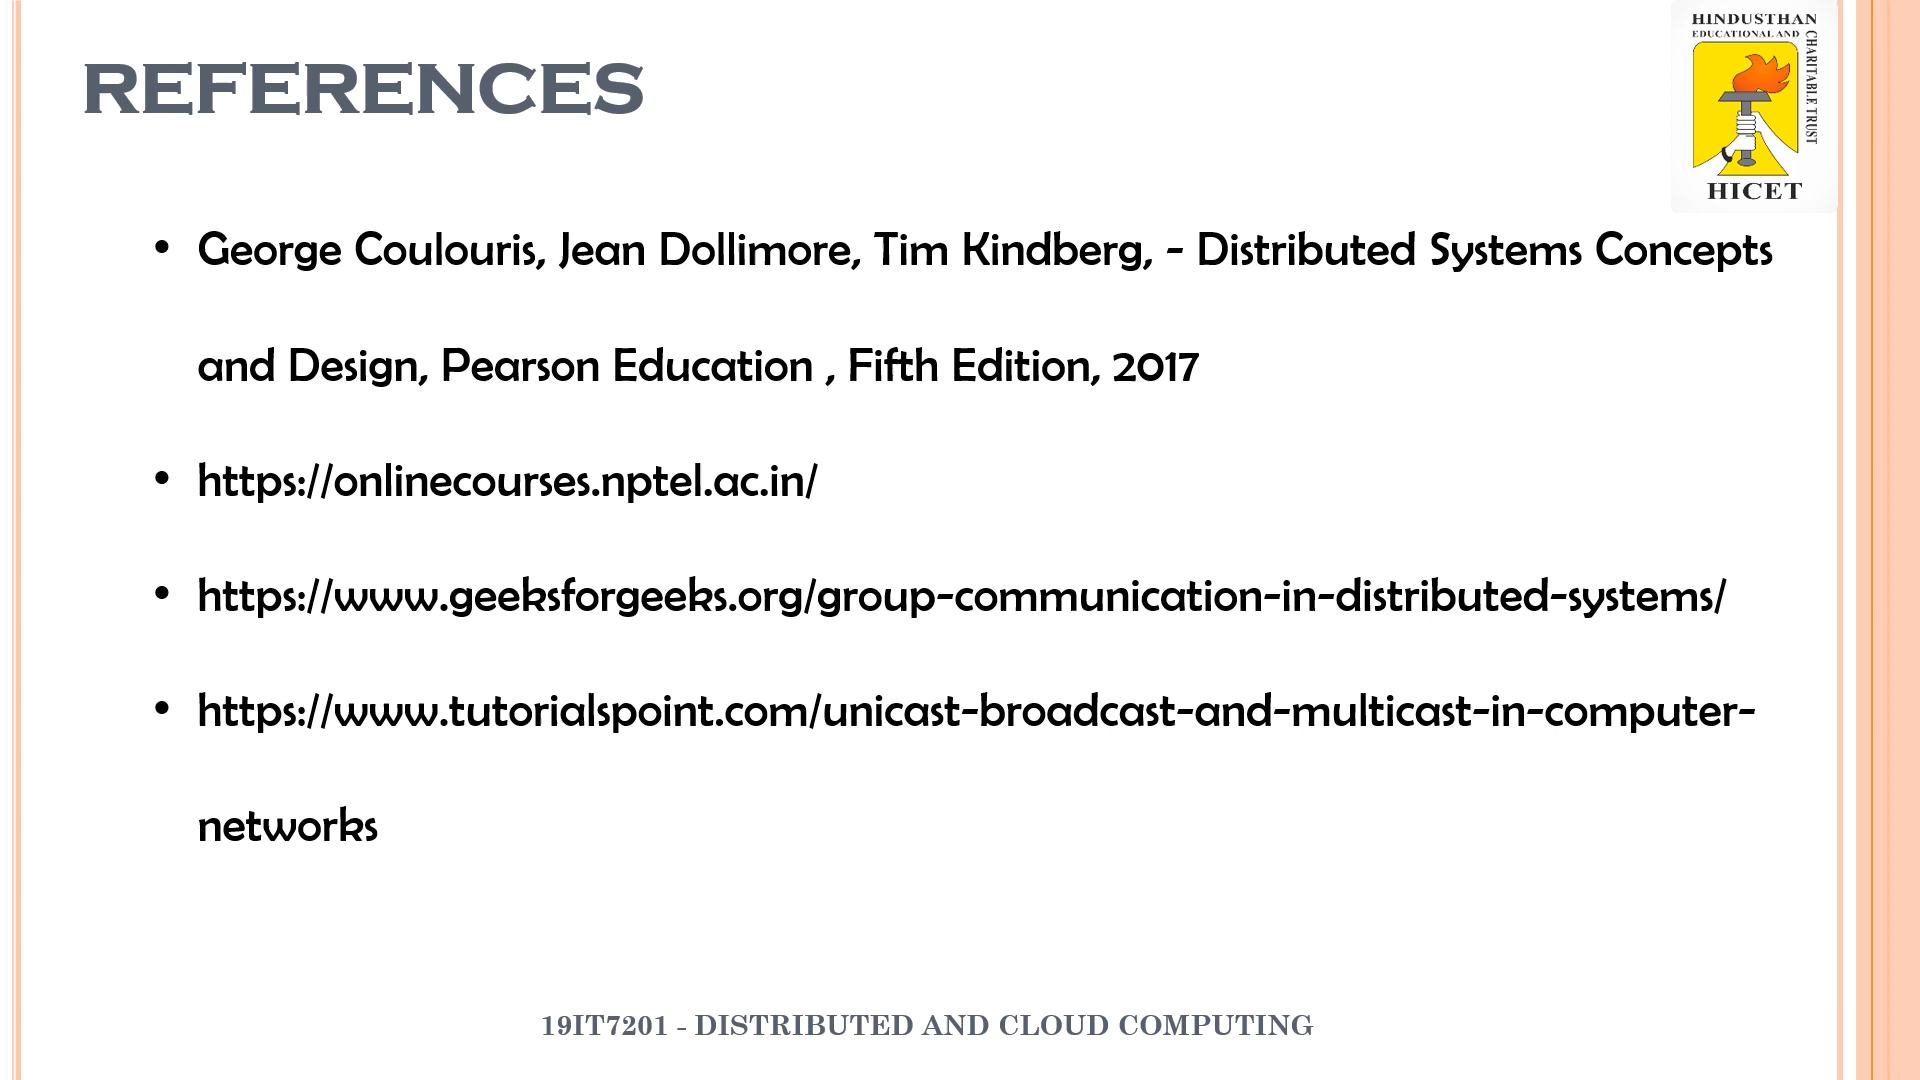 HINDUSTHAN
EDUCATIONAL AND
CHARITABLE TRUST
HICET
REFERENCES
• George Coulouris, Jean Dollimore, Tim Kindberg, - Distributed Systems Concepts
and Design, Pearson Education , Fifth Edition, 2017
• https://onlinecourses.nptel.ac.in/
• https://www.geeksforgeeks.org/group-communication-in-distributed-systems/
• https://www.tutorialspoint.com/unicast-broadcast-and-multicast-in-computer-
networks
19IT7201 - DISTRIBUTED AND CLOUD COMPUTING